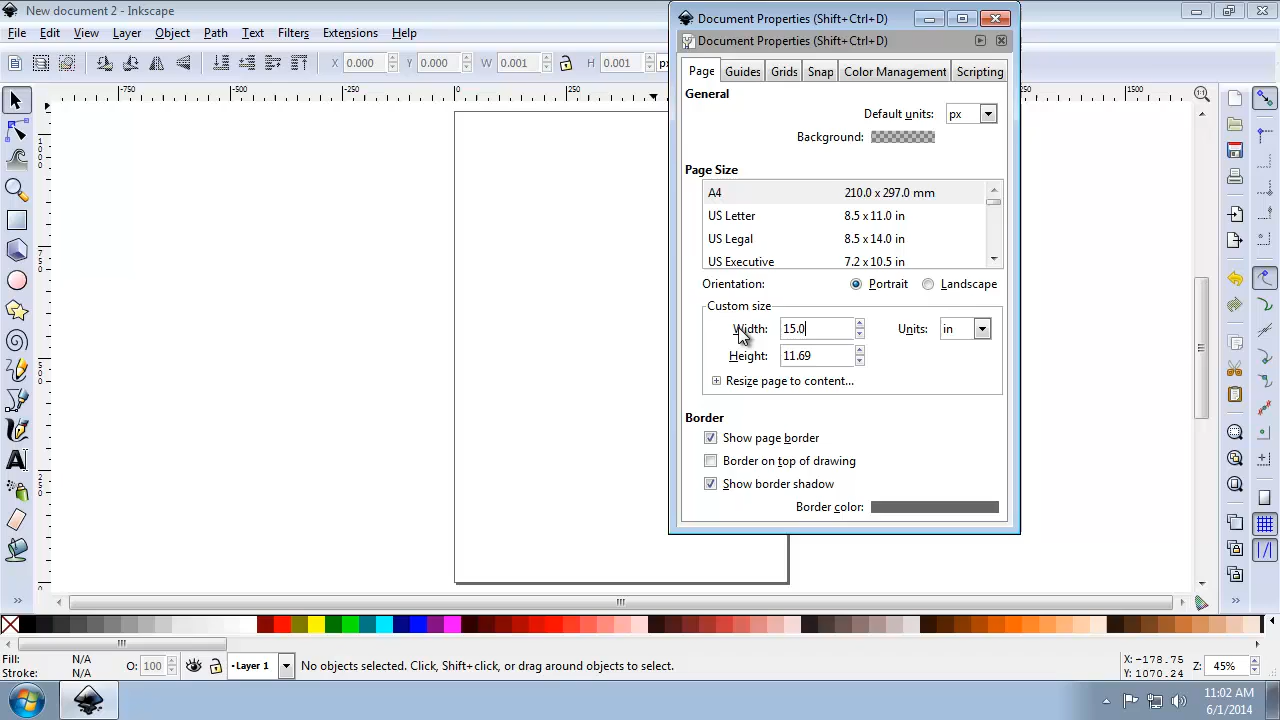 New document 2 - Inkscape
File Edit View Layer Object Path Text Filters Extensions Help
X 0.000 Y 0.000 W 0.001 H 0.001 px
-750 -500 -250 0 250 1500
1000
750
500
250
0
Document Properties (Shift+Ctrl+D)
Document Properties (Shift+Ctrl+D)
Page Guides Grids Snap Color Management Scripting
General
Default units: px
Background:
Page Size
A4 210.0 x 297.0 mm
US Letter 8.5 x 11.0 in
US Legal 8.5 x 14.0 in
US Executive 7.2 x 10.5 in
Orientation: Portrait Landscape
Custom size
Width: 15.0 Units: in
Height: 11.69
Resize page to content...
Border
Show page border
Border on top of drawing
Show border shadow
Border color:
Fill: N/A
Stroke: N/A
O: 100
Layer 1
No objects selected. Click, Shift+click, or drag around objects to select.
X: -178.75
Y: 1070.24
Z: 45%
11:02 AM
6/1/2014